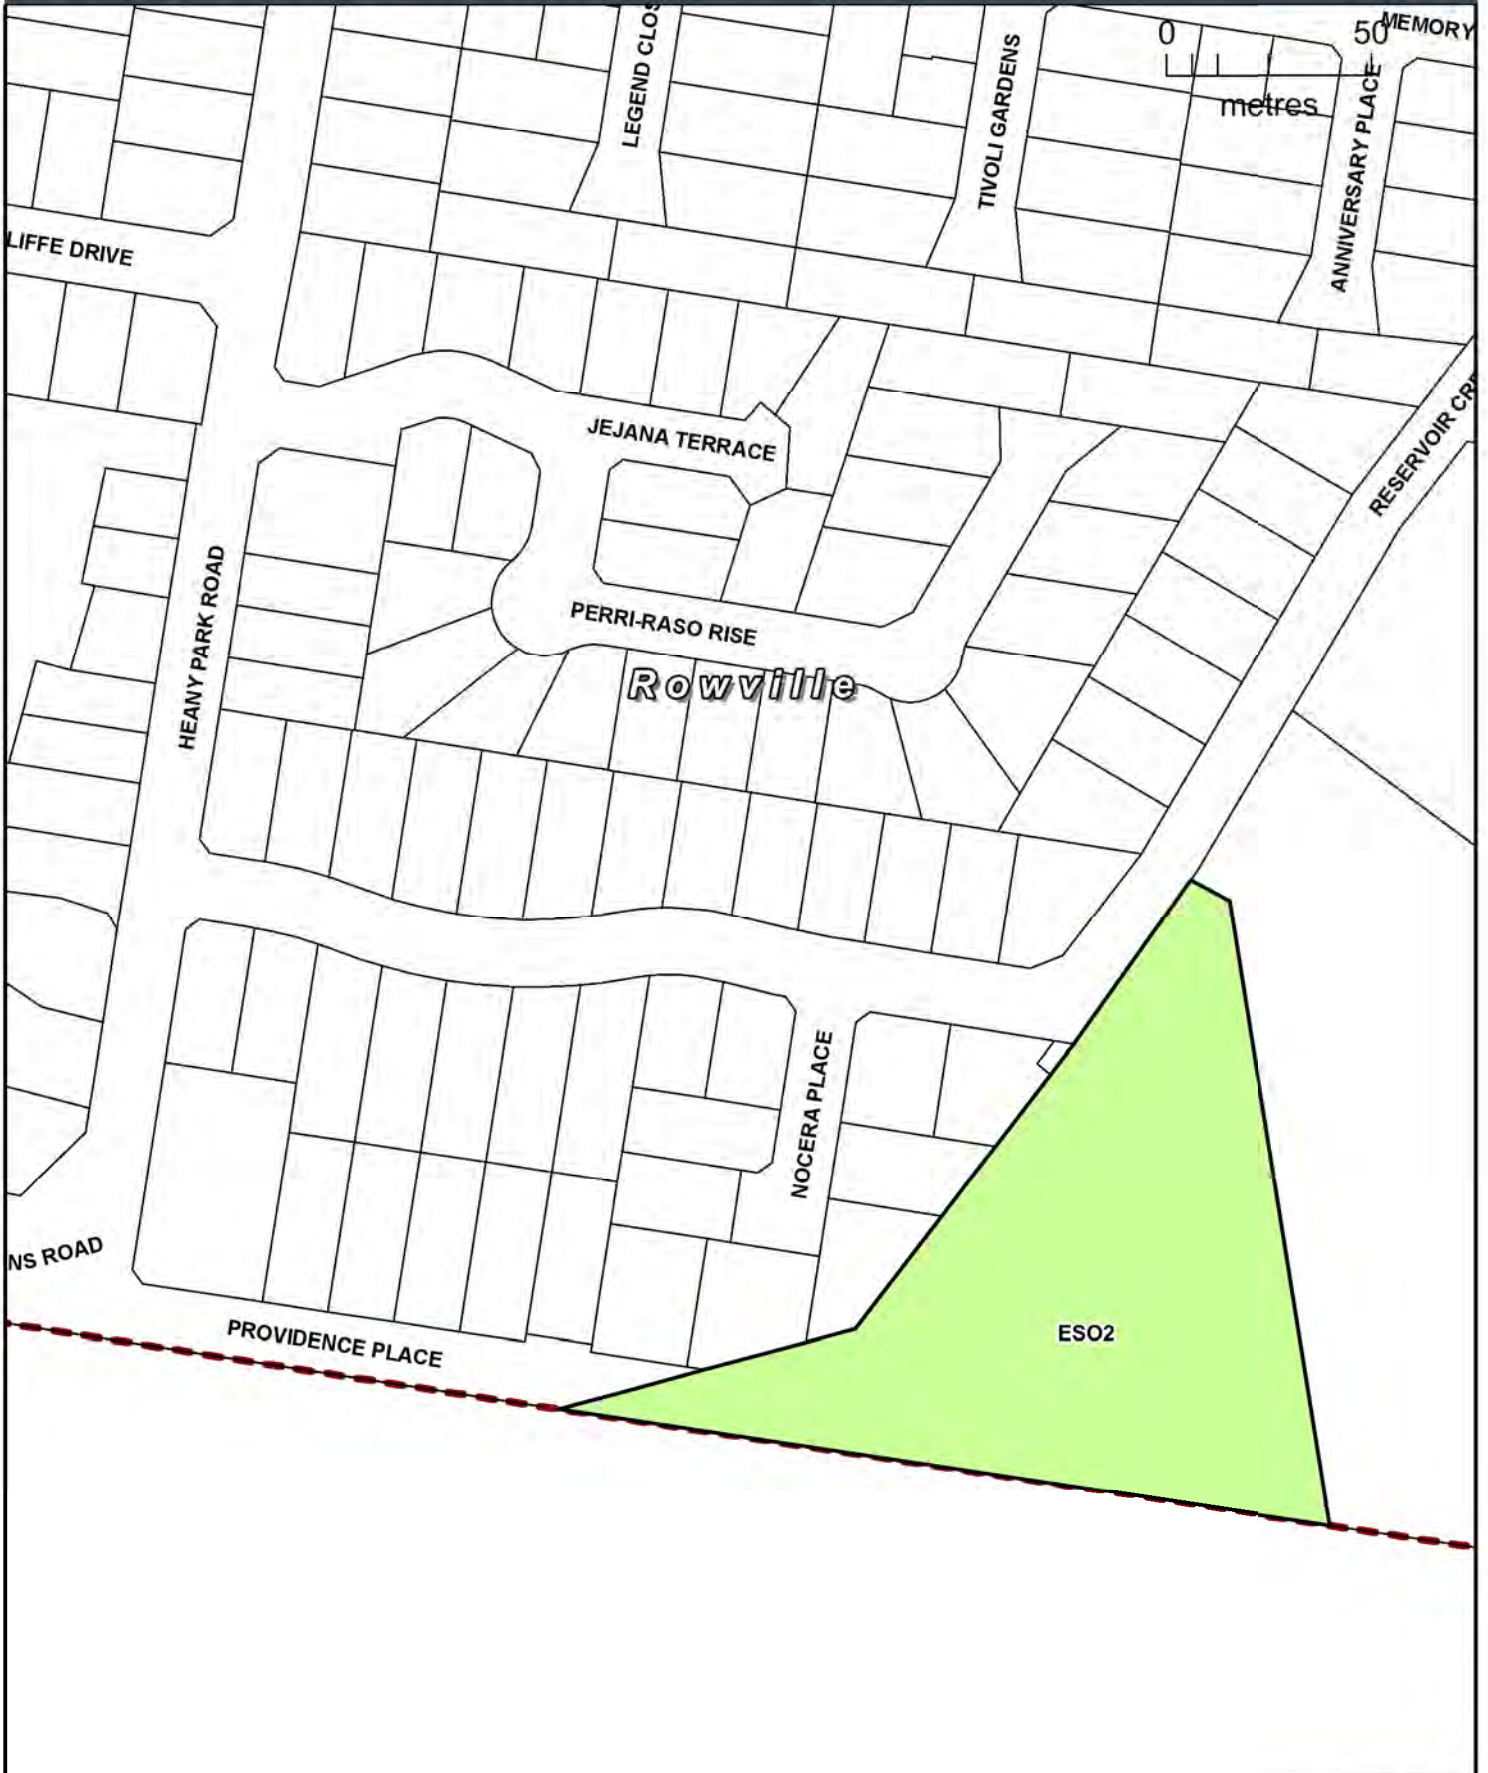 LEGEND CLOS
0
50
MEMORY
metres
TIVOLI GARDENS
ANNIVERSARY PLACE
LIFFE DRIVE
RESERVOIR CRE
JEJANA TERRACE
HEANY PARK ROAD
PERRI-RASO RISE
Rowville
NOCERA PLACE
NS ROAD
PROVIDENCE PLACE
ESO2